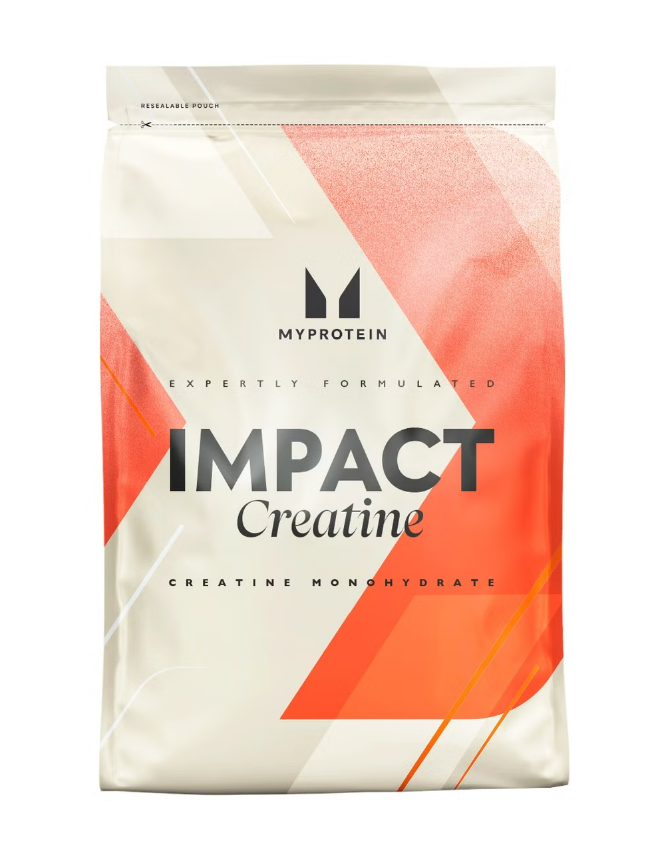 RESEALABLE POUCH
MYPROTEIN
EXPERTLY FORMULATED
IMPACT
Creatine
CREATINE MONOHYDRATE